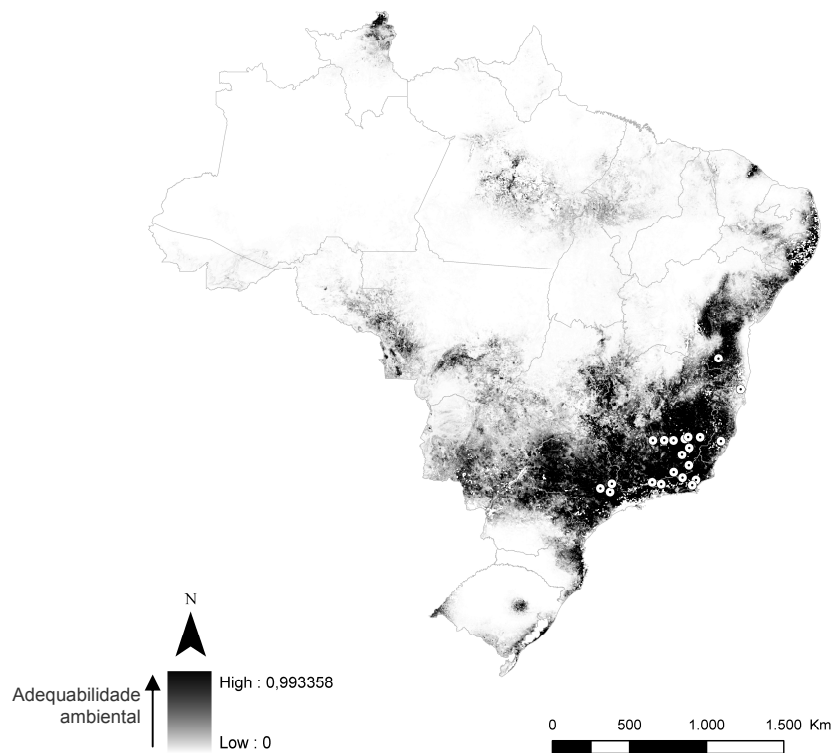 N
Adequabilidade
ambiental
High : 0,993358
Low : 0
0 500 1.000 1.500 Km